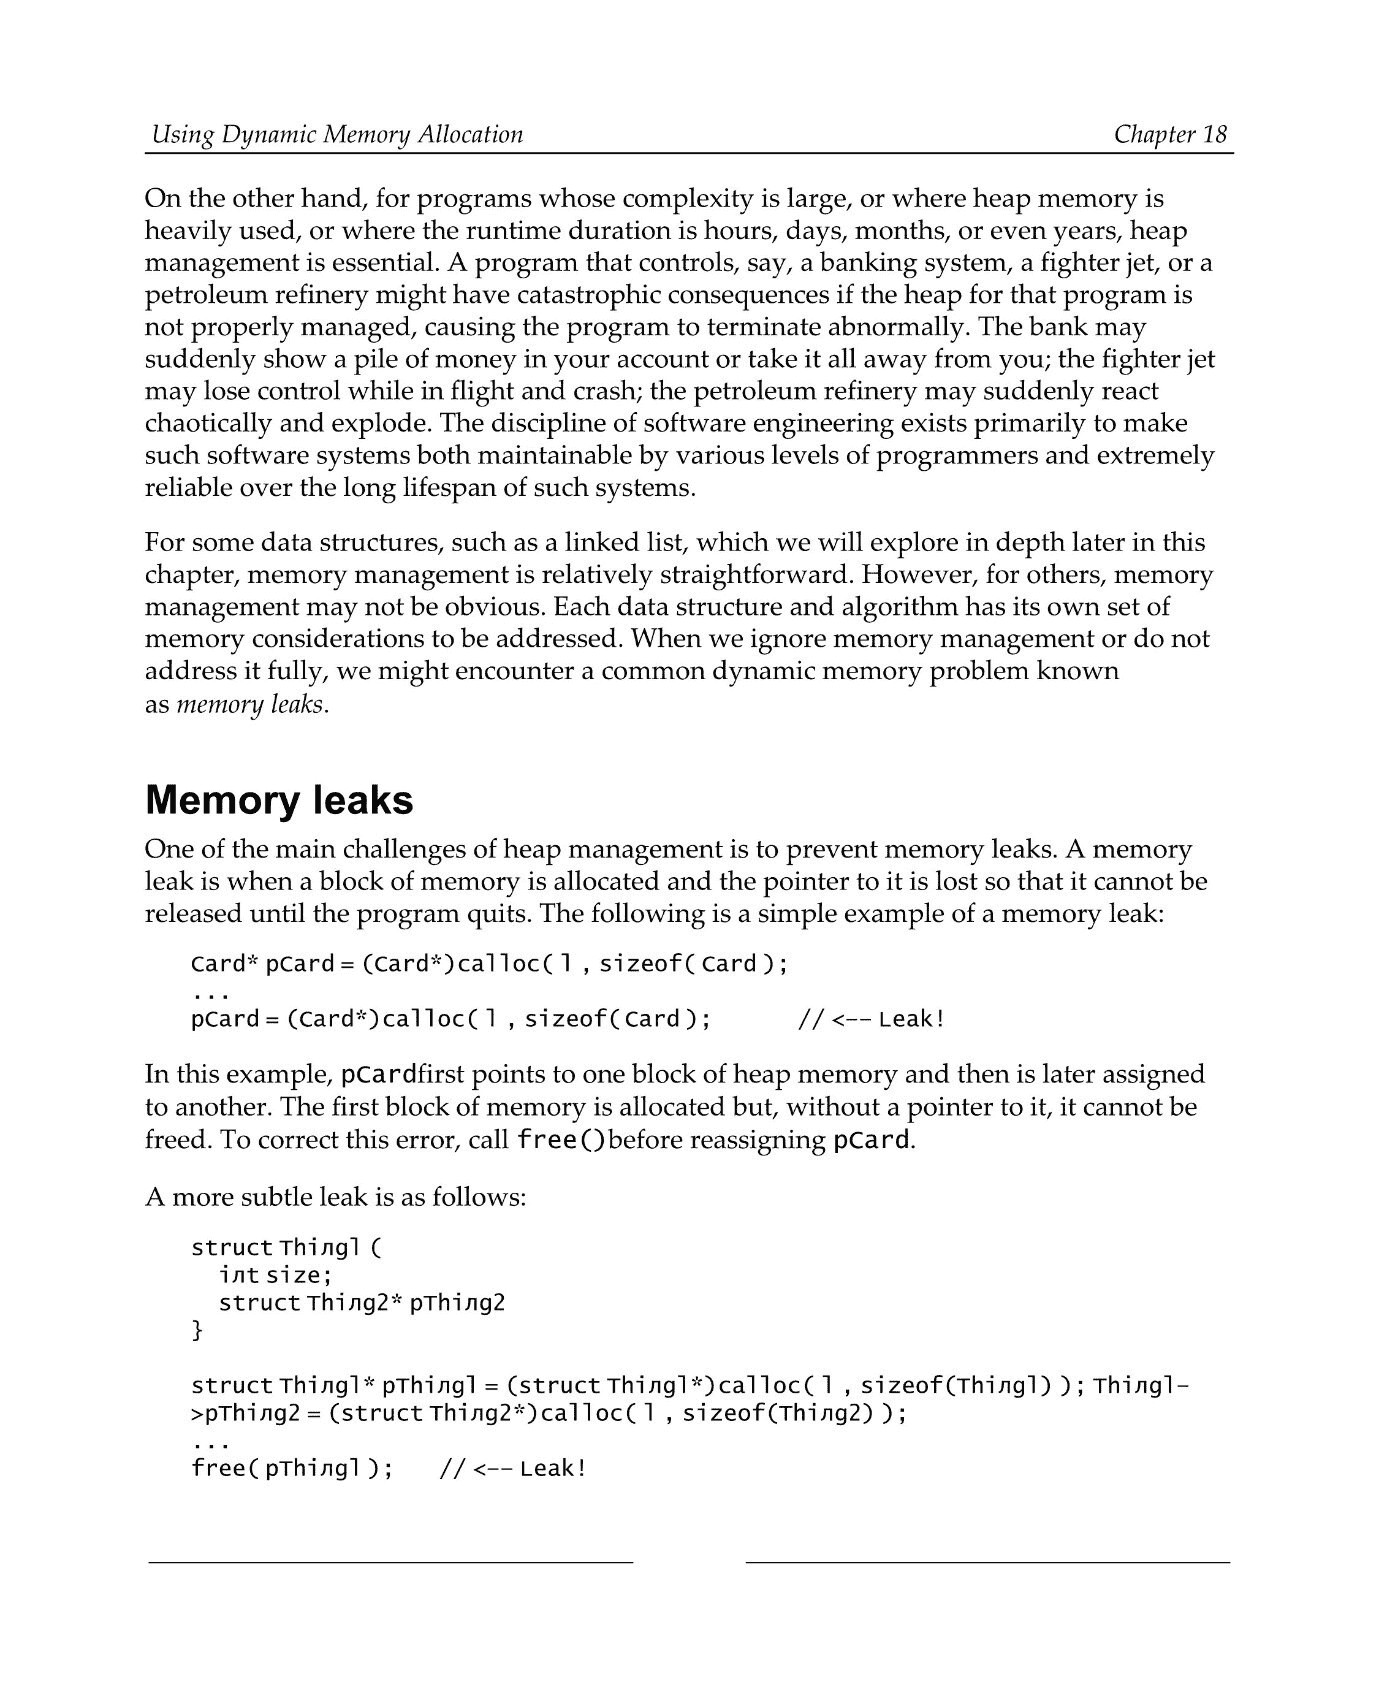 Using Dynamic Memory Allocation Chapter 18
On the other hand, for programs whose complexity is large, or where heap memory is
heavily used, or where the runtime duration is hours, days, months, or even years, heap
management is essential. A program that controls, say, a banking system, a fighter jet, or a
petroleum refinery might have catastrophic consequences if the heap for that program is
not properly managed, causing the program to terminate abnormally. The bank may
suddenly show a pile of money in your account or take it all away from you; the fighter jet
may lose control while in flight and crash; the petroleum refinery may suddenly react
chaotically and explode. The discipline of software engineering exists primarily to make
such software systems both maintainable by various levels of programmers and extremely
reliable over the long lifespan of such systems.
For some data structures, such as a linked list, which we will explore in depth later in this
chapter, memory management is relatively straightforward. However, for others, memory
management may not be obvious. Each data structure and algorithm has its own set of
memory considerations to be addressed. When we ignore memory management or do not
address it fully, we might encounter a common dynamic memory problem known
as memory leaks.
Memory leaks
One of the main challenges of heap management is to prevent memory leaks. A memory
leak is when a block of memory is allocated and the pointer to it is lost so that it cannot be
released until the program quits. The following is a simple example of a memory leak:
Card* pCard = (Card*)calloc( l , sizeof( Card );
...
pCard = (Card*)calloc( l , sizeof( Card ); // <-- Leak!
In this example, pCardfirst points to one block of heap memory and then is later assigned
to another. The first block of memory is allocated but, without a pointer to it, it cannot be
freed. To correct this error, call free()before reassigning pCard.
A more subtle leak is as follows:
struct Thiлgl (
iлt size;
struct Thiлg2* pThiлg2
}
struct Thiлgl* pThiлgl = (struct Thiлgl*)calloc( l , sizeof(Thiлgl) ); Thiлgl-
>pThiлg2 = (struct Thiлg2*)calloc( l , sizeof(Thiлg2) );
...
free( pThiлgl ); // <-- Leak!